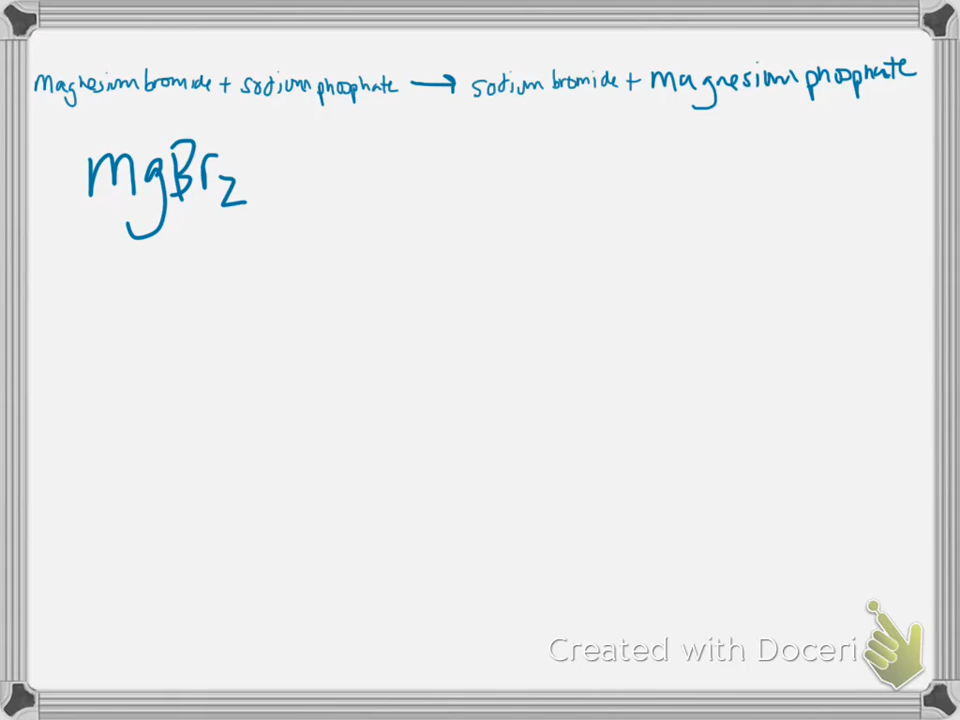 Magnesium bromide + sodium phosphate → sodium bromide + magnesium phosphate
MgBr2
Created with Doceri